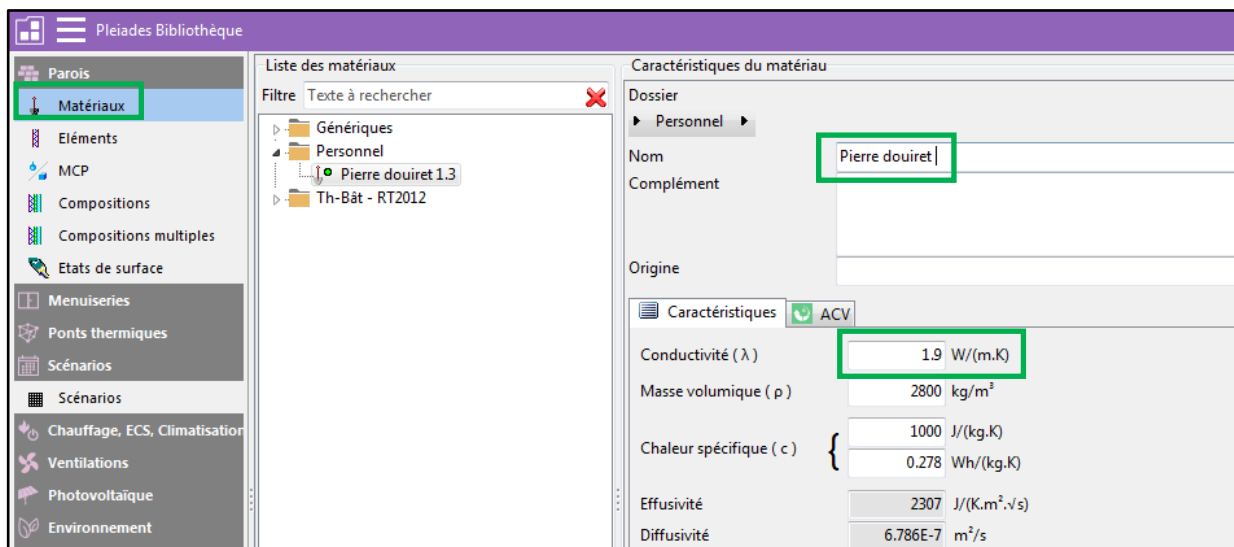 Pleiades Bibliothèque
Parois
Matériaux
Eléments
MCP
Compositions
Compositions multiples
Etats de surface
Menuiseries
Ponts thermiques
Scénarios
Scénarios
Chauffage, ECS, Climatisation
Ventilations
Photovoltaïque
Environnement
Liste des matériaux
Filtre Texte à rechercher
Génériques
Personnel
Pierre douiret 1.3
Th-Bât - RT2012
Caractéristiques du matériau
Dossier
Personnel
Nom Pierre douiret
Complément
Origine
Caractéristiques ACV
Conductivité ( λ ) 1.9 W/(m.K)
Masse volumique ( ρ ) 2800 kg/m³
Chaleur spécifique ( c ) { 1000 J/(kg.K)
0.278 Wh/(kg.K)
Effusivité 2307 J/(K.m².√s)
Diffusivité 6.786E-7 m²/s